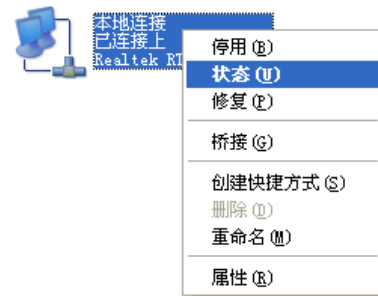 本地连接
已连接上
Realtek RT
停用(B)
状态(U)
修复(P)
桥接(G)
创建快捷方式(S)
删除(D)
重命名(M)
属性(R)